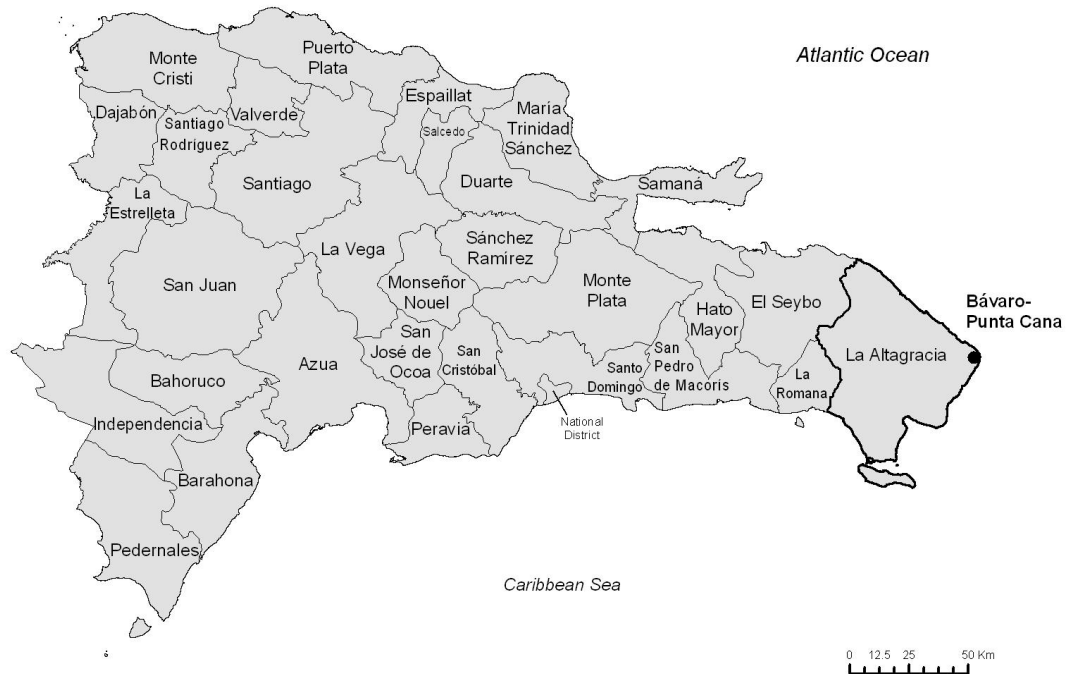 Atlantic Ocean
Puerto
Plata
Monte
Cristi
Espaillat
Dajabón
Valverde
Maria
Trinidad
Sánchez
Santiago
Rodríguez
Salcedo
Santiago
Duarte
Samaná
La
Estrelleta
La Vega
Sánchez
Ramirez
San Juan
Monseñor
Nouel
Monte
Plata
El Seybo
Hato
Mayor
Bávaro-
Punta Cana
San
José de
Ocoa
San
Cristóbal
San
Pedro
de Macorís
La Altagracia
Azua
Santo
Domingo
La
Romana
Bahoruco
Independencia
Peravia
National
District
Barahona
Pedernales
Caribbean Sea
0 12.5 25 50 Km